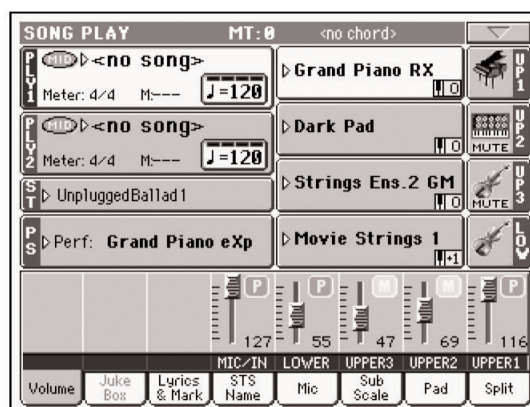 SONG PLAY MT:0 <no chord>
PLY1 MID <no song>
Meter: 4/4 M:--- ♩=120
Grand Piano RX 0 UP1
PLY2 MID <no song>
Meter: 4/4 M:--- ♩=120
Dark Pad 0 MUTE UP2
ST UnpluggedBallad1
Strings Ens.2 GM 0 MUTE UP3
PS Perf: Grand Piano eXp
Movie Strings 1 +1 LOW
P P M M P
127 55 47 69 116
MIC/IN LOWER UPPER3 UPPER2 UPPER1
Volume
Juke Box
Lyrics & Mark
STS Name
Mic
Sub Scale
Pad
Split